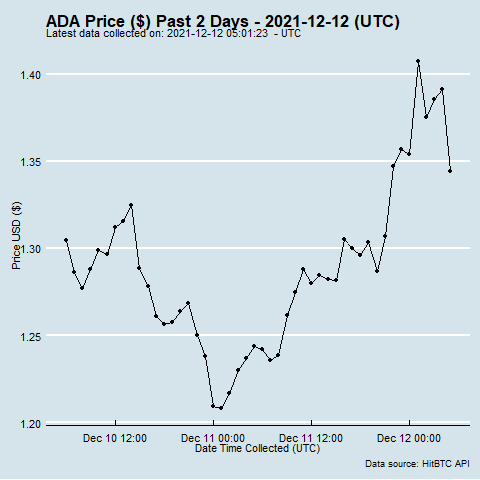 ADA Price ($) Past 2 Days - 2021-12-12 (UTC)
Latest data collected on: 2021-12-12 05:01:23 - UTC
1.40
1.35
1.30
1.25
1.20
Price USD ($)
Dec 10 12:00 Dec 11 00:00 Dec 11 12:00 Dec 12 00:00
Date Time Collected (UTC)
Data source: HitBTC API